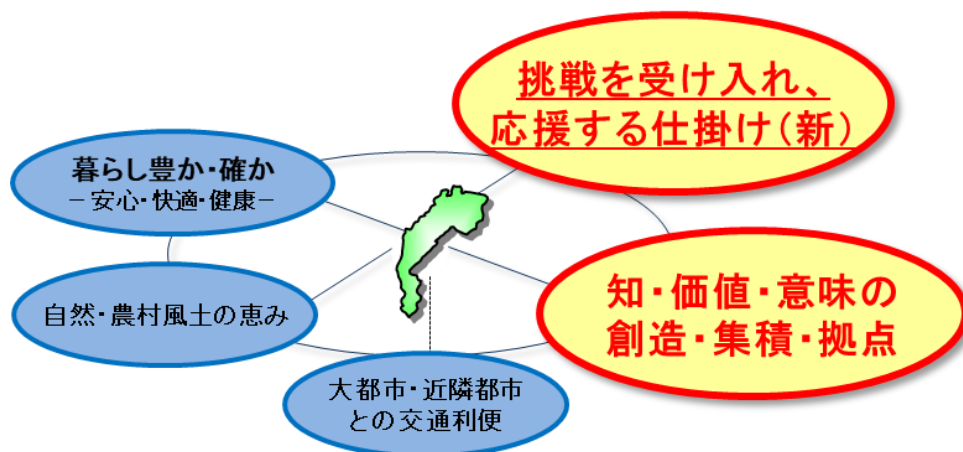 挑戦を受け入れ、
応援する仕掛け(新)
暮らし豊か・確か
－安心・快適・健康－
自然・農村風土の恵み
知・価値・意味の
創造・集積・拠点
大都市・近隣都市
との交通利便